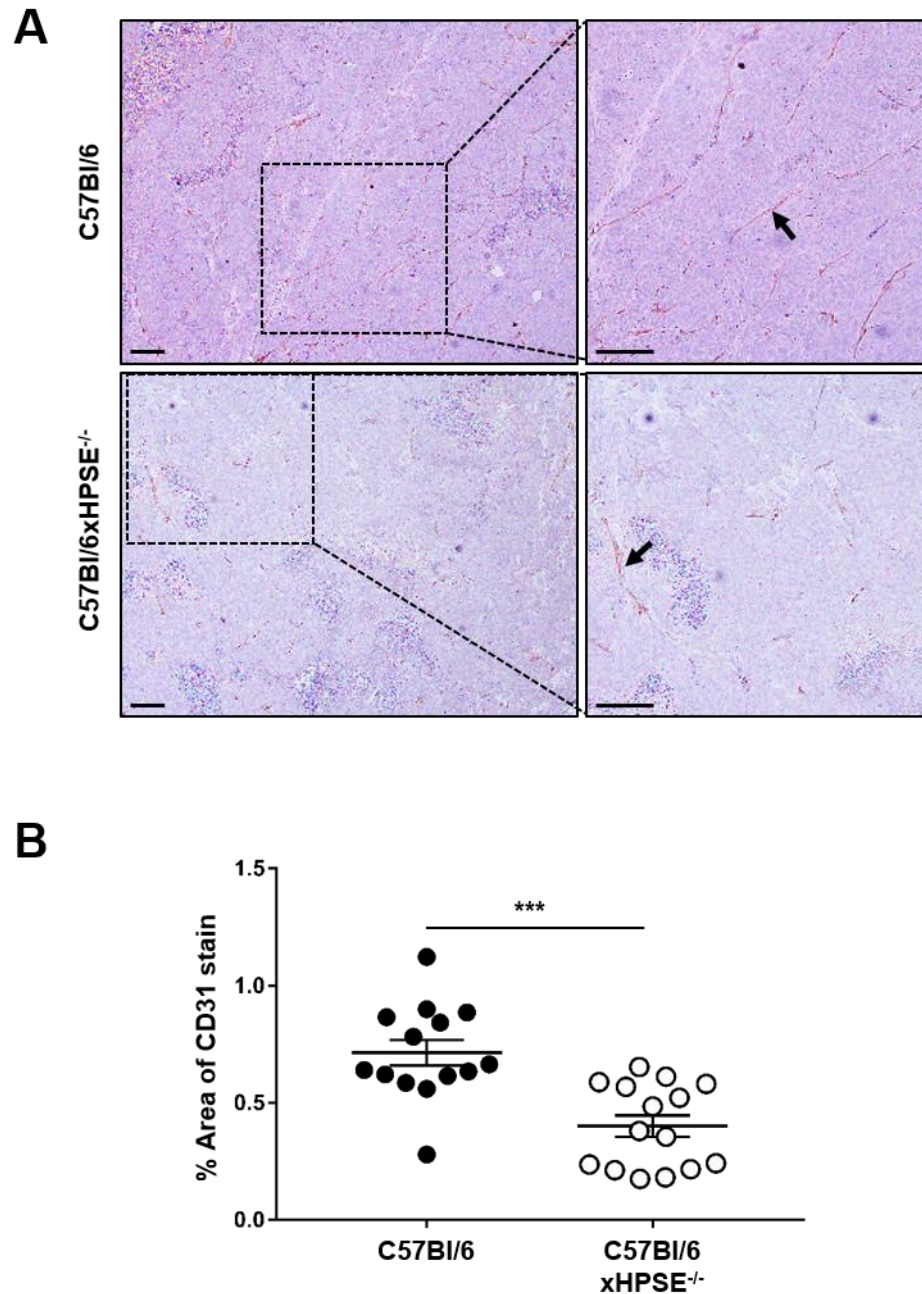 A
C57Bl/6
C57Bl/6xHPSE-/-
B
% Area of CD31 stain
1.5
1.0
0.5
0.0
***
C57Bl/6
C57Bl/6
xHPSE-/-